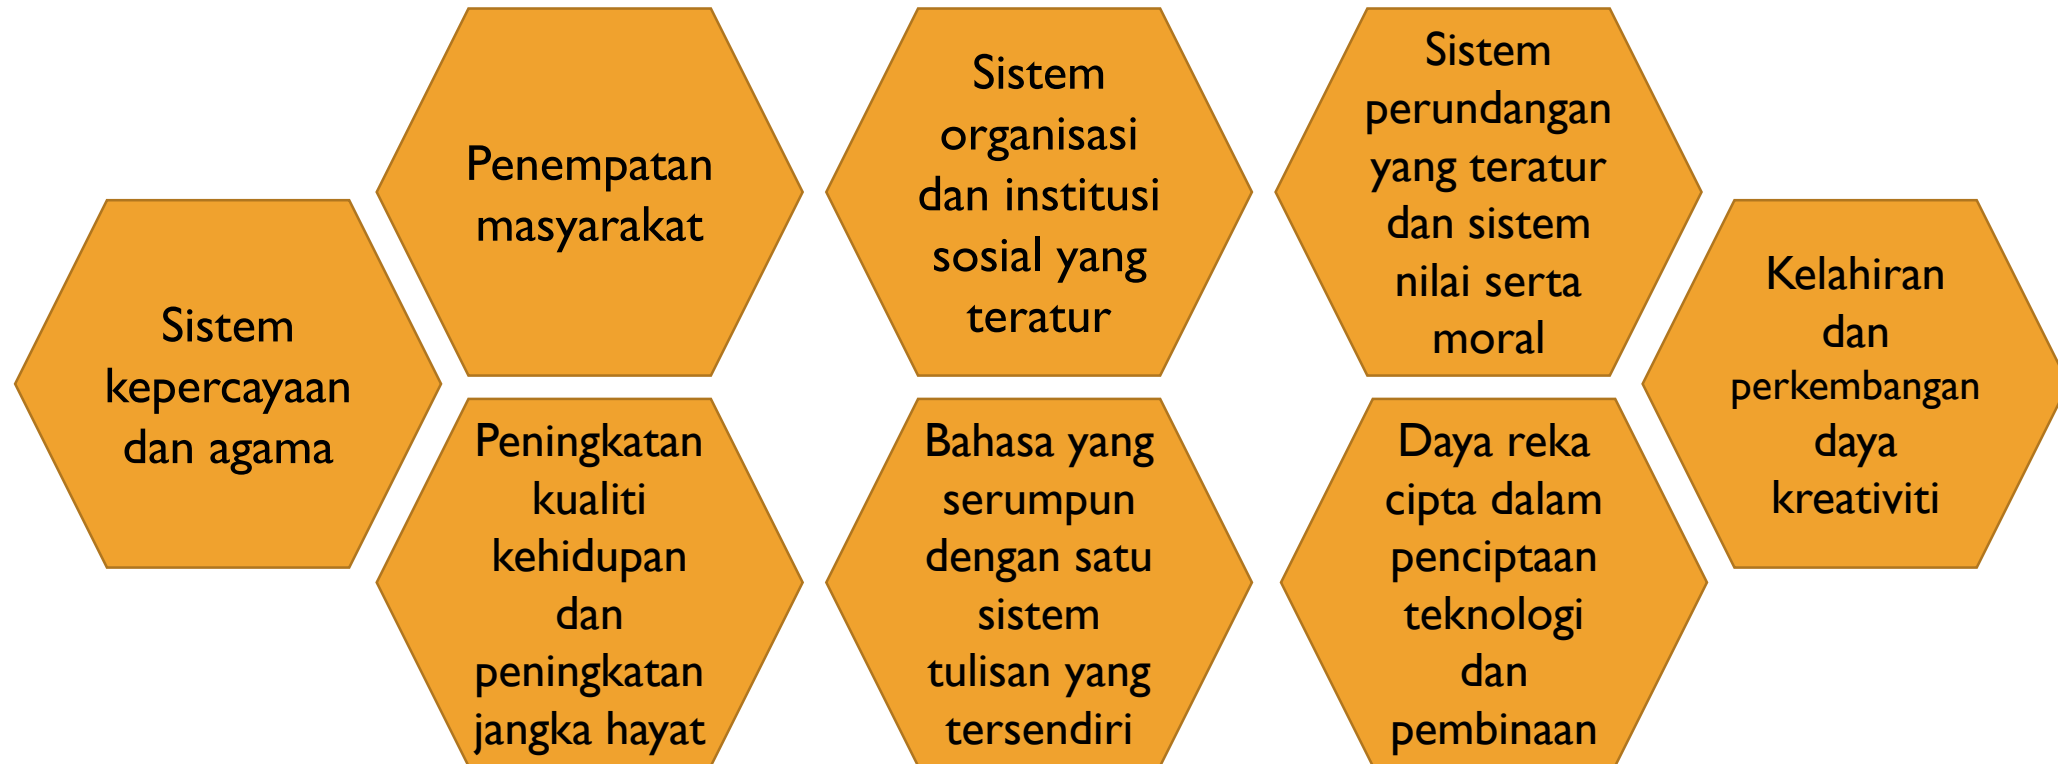 Sistem
kepercayaan
dan agama
Penempatan
masyarakat
Sistem
organisasi
dan institusi
sosial yang
teratur
Sistem
perundangan
yang teratur
dan sistem
nilai serta
moral
Kelahiran
dan
perkembangan
daya
kreativiti
Peningkatan
kualiti
kehidupan
dan
peningkatan
jangka hayat
Bahasa yang
serumpun
dengan satu
sistem
tulisan yang
tersendiri
Daya reka
cipta dalam
penciptaan
teknologi
dan
pembinaan